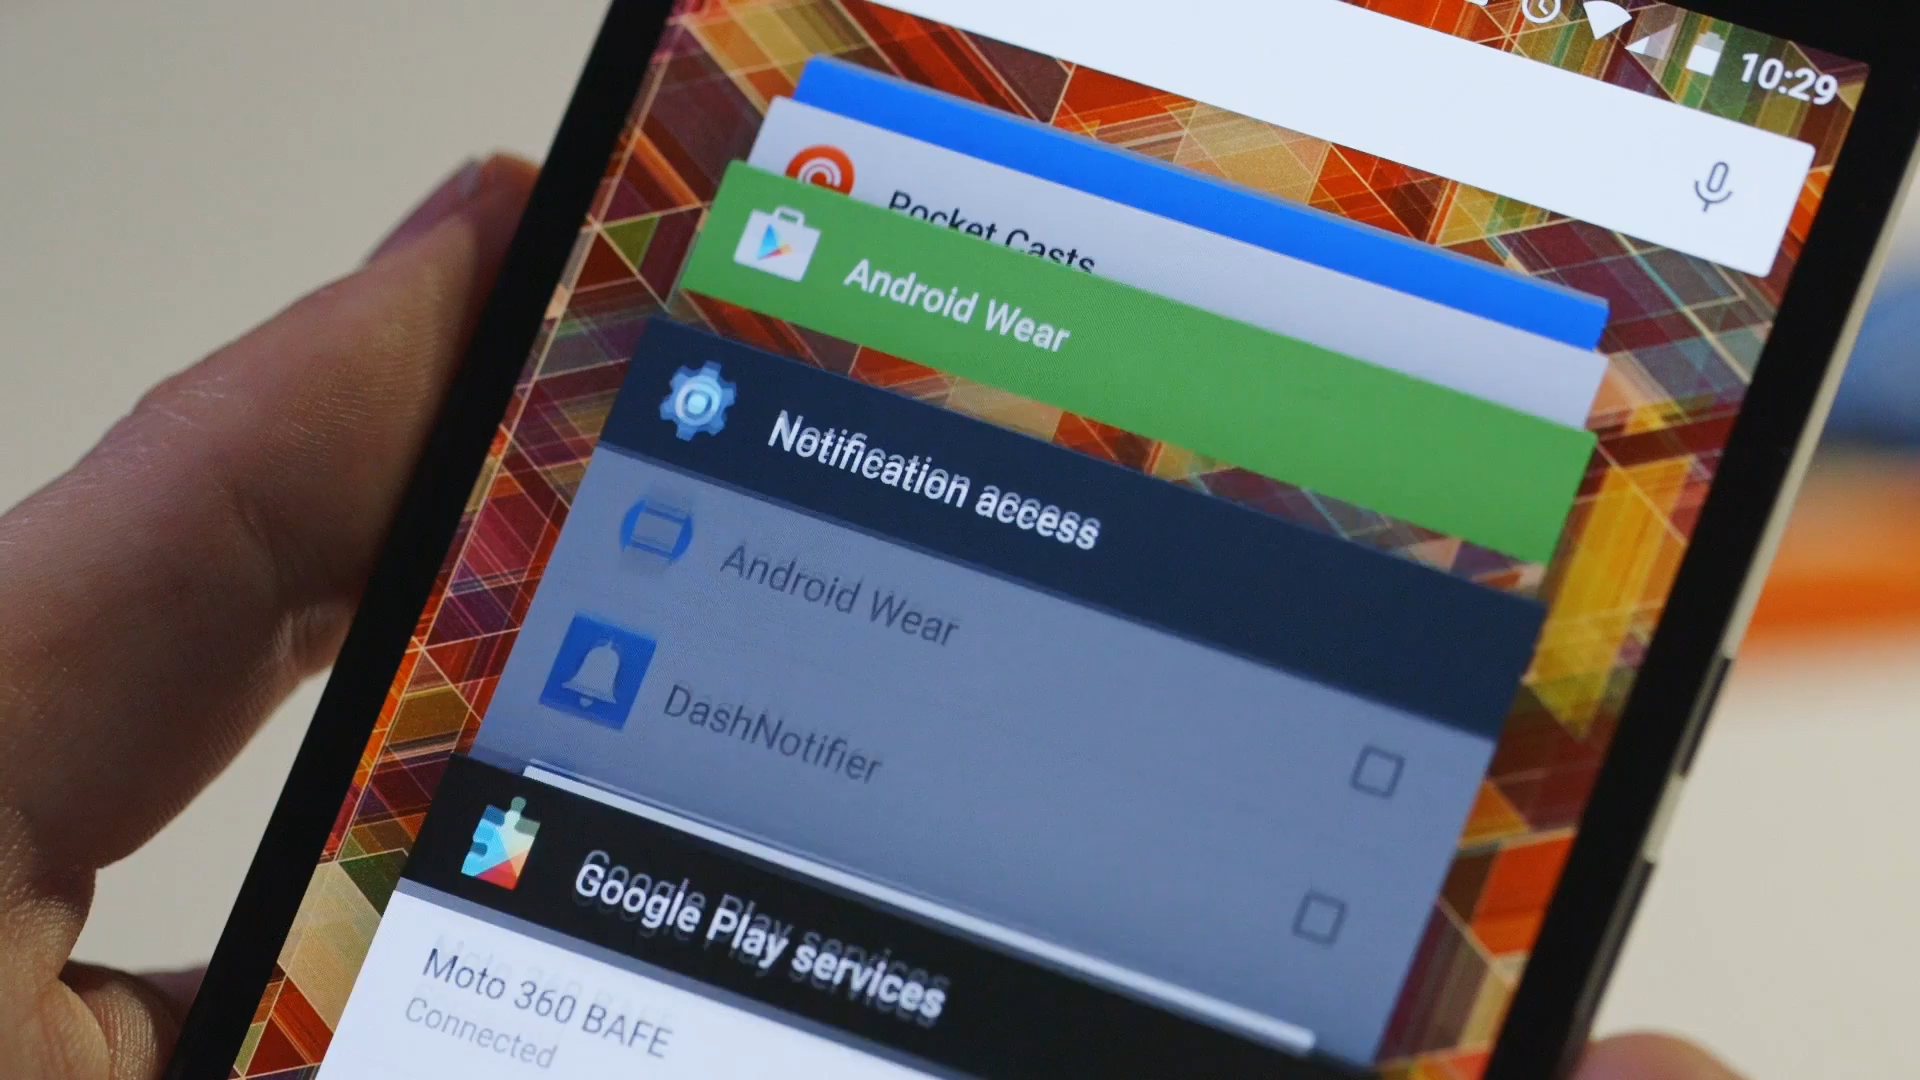 10:29
Pocket Casts
Android Wear
Notification access
Android Wear
DashNotifier
Google Play services
Moto 360 BAFE
Connected